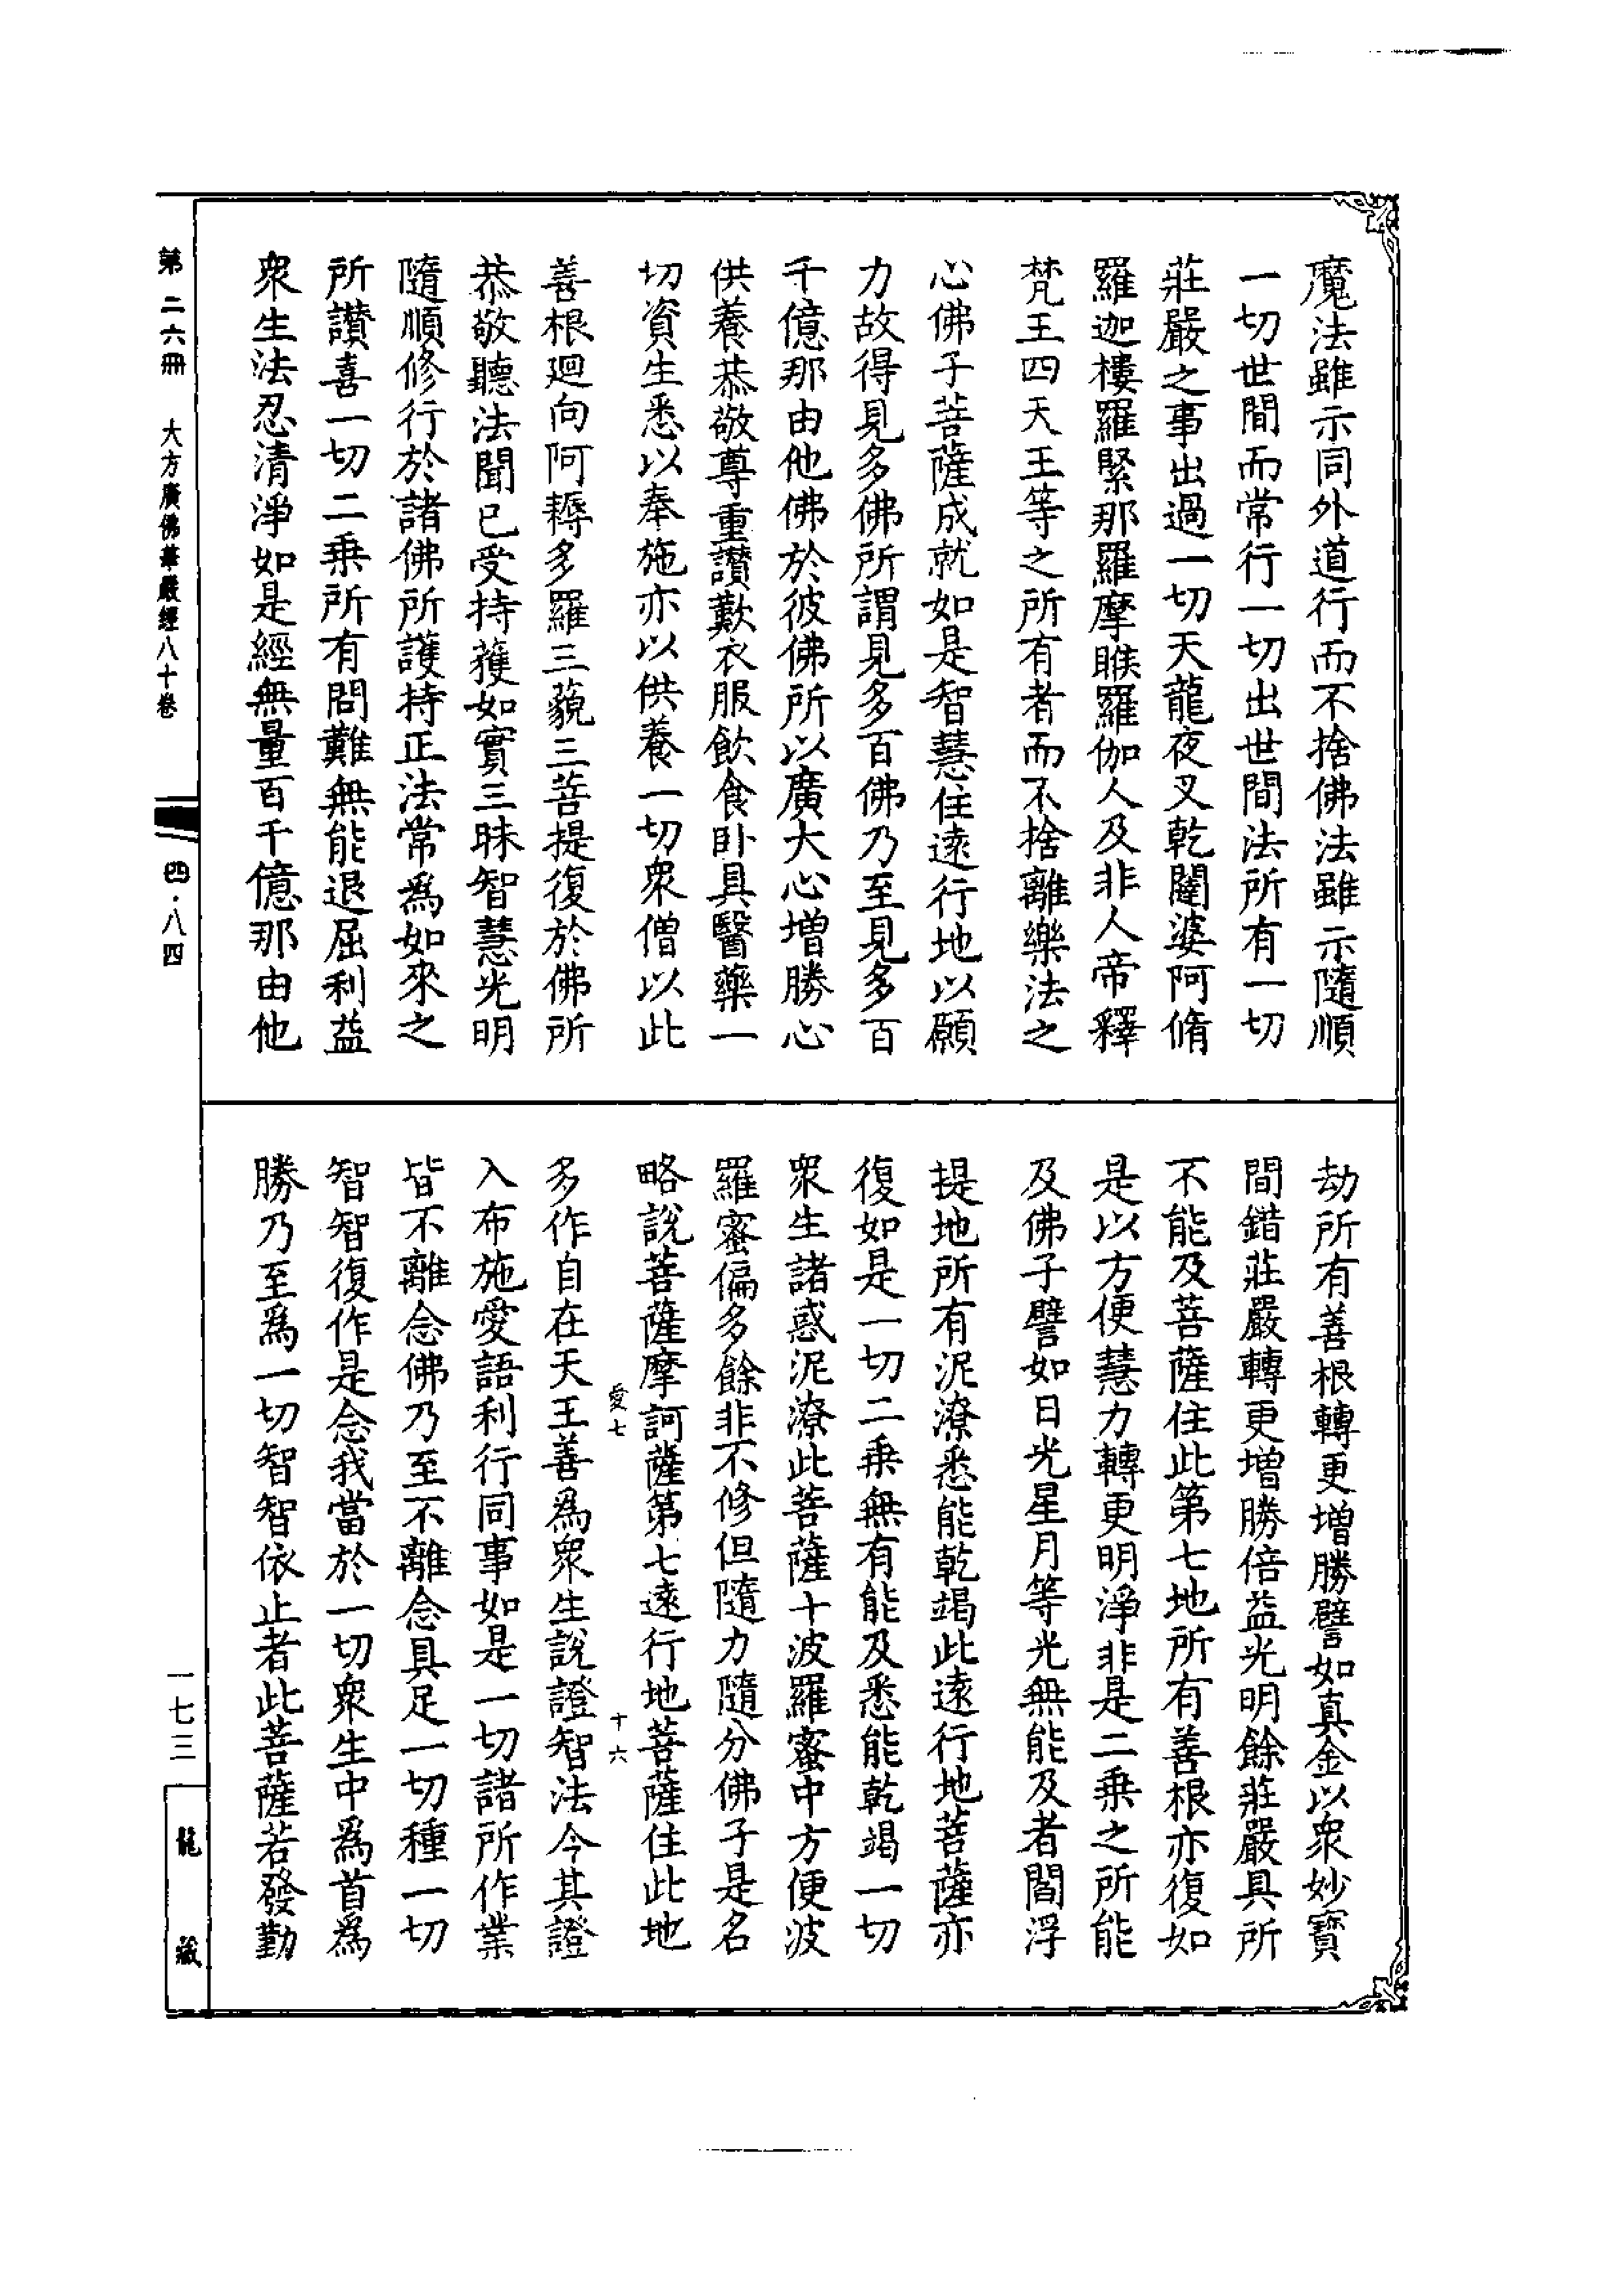 魔法雖示同外道行而不捨佛法雖示隨順
一切世間而常行一切出世間法所有一切
莊嚴之事出過一切天龍夜叉乾闥婆阿脩
羅迦樓羅緊那羅摩睺羅伽人及非人帝釋
梵王四天王等之所有者而不捨離樂法之
心佛子菩薩成就如是智慧住遠行地以願
力故得見多佛所謂見多百佛乃至見多百
千億那由他佛於彼佛所以廣大心增勝心
供養恭敬尊重讚歎衣服飲食卧具醫藥一
切資生悉以奉施亦以供養一切眾僧以此
善根迴向阿耨多羅三藐三菩提復於佛所
恭敬聽法聞已受持獲如實三昧智慧光明
隨順修行於諸佛所護持正法常為如來之
所讚喜一切二乘所有問難無能退屈利益
眾生法忍清淨如是經無量百千億那由他
劫所有善根轉更增勝譬如真金以眾妙寶
間錯莊嚴轉更增勝倍益光明餘莊嚴具所
不能及菩薩住此第七地所有善根亦復如
是以方便慧力轉更明淨非是二乘之所能
及佛子譬如日光星月等光無能及者閻浮
提地所有泥潦悉能乾竭此遠行地菩薩亦
復如是一切二乘無有能及悉能乾竭一切
眾生諸惑泥潦此菩薩十波羅蜜中方便波
羅蜜偏多餘非不修但隨力隨分佛子是名
略說菩薩摩訶薩第七遠行地菩薩住此地
愛七
十六
多作自在天王善為眾生說證智法令其證
入布施愛語利行同事如是一切諸所作業
皆不離念佛乃至不離念具足一切種一切
智智復作是念我當於一切眾生中為首為
勝乃至為一切智智依止者此菩薩若發勤
第二六冊 大方廣佛華嚴經八十卷
四·八四
一七三
龍藏